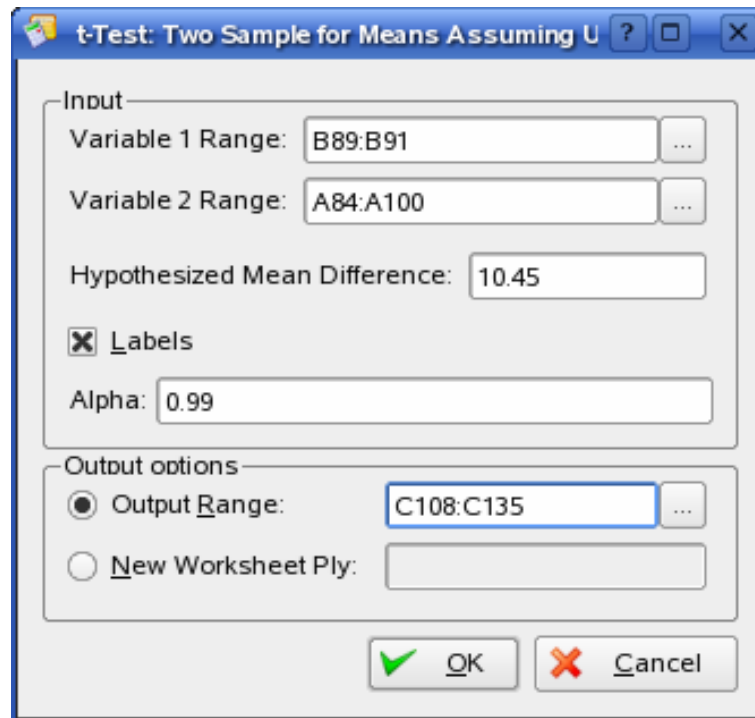 t-Test: Two Sample for Means Assuming U
Input
Variable 1 Range: B89:B91 ...
Variable 2 Range: A84:A100 ...
Hypothesized Mean Difference: 10.45
Labels
Alpha: 0.99
Output options
Output Range: C108:C135 ...
New Worksheet Ply:
OK Cancel